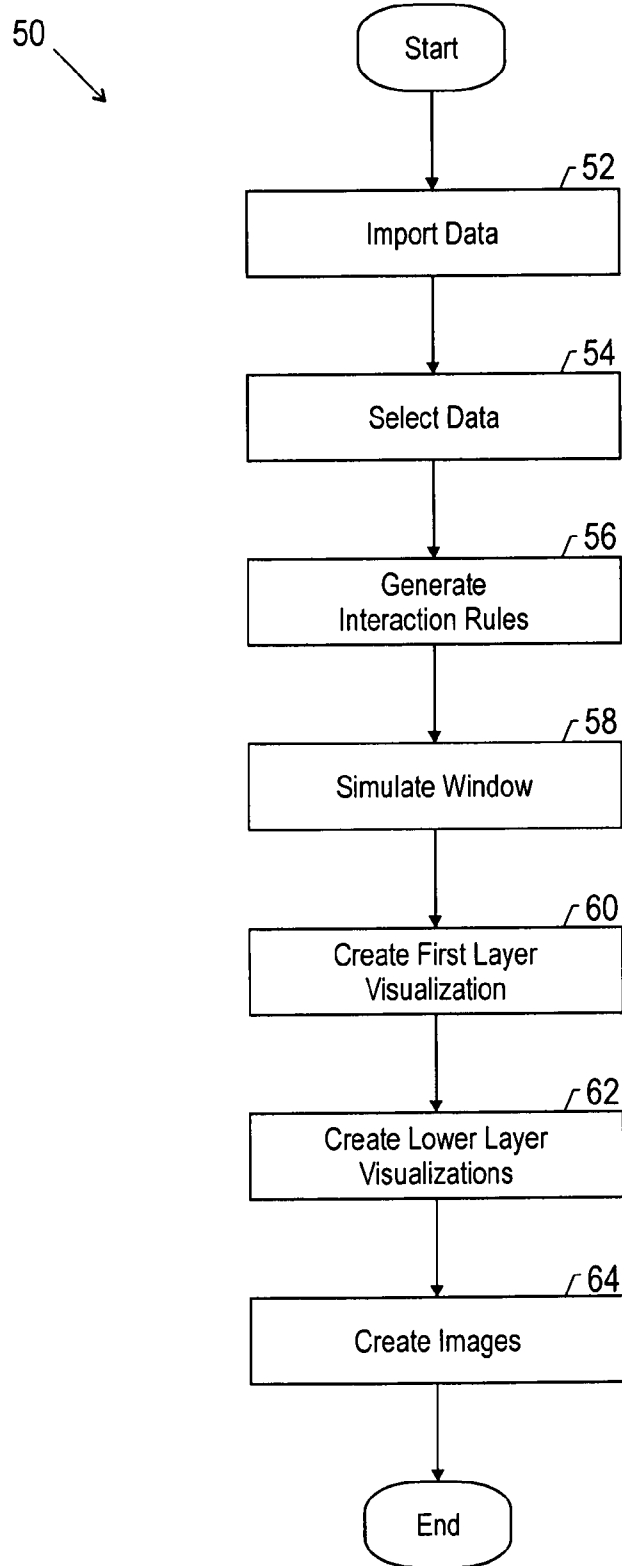 50
Start
52
Import Data
54
Select Data
56
Generate
Interaction Rules
58
Simulate Window
60
Create First Layer
Visualization
62
Create Lower Layer
Visualizations
64
Create Images
End